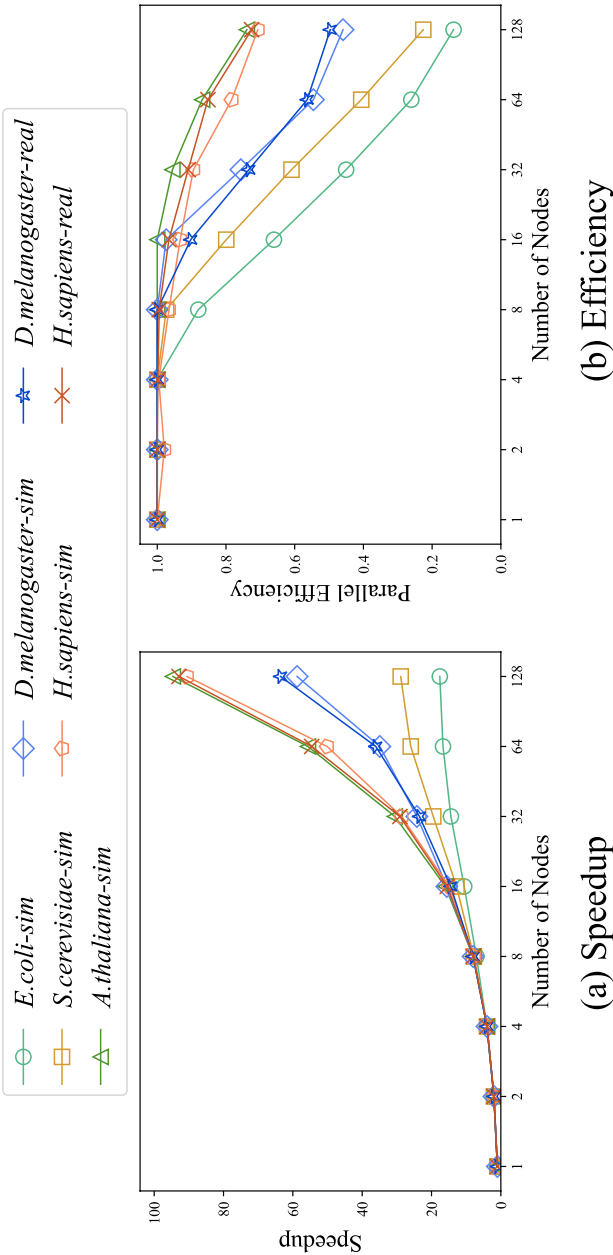 E.coli-sim
S.cerevisiae-sim
A.thaliana-sim
D.melanogaster-sim
H.sapiens-sim
D.melanogaster-real
H.sapiens-real
100
80
60
40
20
0
Speedup
1 2 4 8 16 32 64 128
Number of Nodes
(a) Speedup
1.0
0.8
0.6
0.4
0.2
0.0
Parallel Efficiency
1 2 4 8 16 32 64 128
Number of Nodes
(b) Efficiency